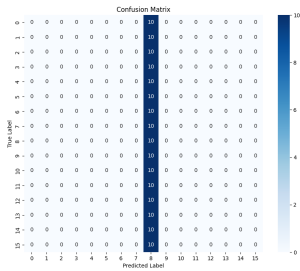 Confusion Matrix
0 0 0 0 0 0 0 0 0 10 0 0 0 0 0 0 0
1 0 0 0 0 0 0 0 0 10 0 0 0 0 0 0 0
2 0 0 0 0 0 0 0 0 10 0 0 0 0 0 0 0
3 0 0 0 0 0 0 0 0 10 0 0 0 0 0 0 0
4 0 0 0 0 0 0 0 0 10 0 0 0 0 0 0 0
5 0 0 0 0 0 0 0 0 10 0 0 0 0 0 0 0
6 0 0 0 0 0 0 0 0 10 0 0 0 0 0 0 0
7 0 0 0 0 0 0 0 0 10 0 0 0 0 0 0 0
8 0 0 0 0 0 0 0 0 10 0 0 0 0 0 0 0
9 0 0 0 0 0 0 0 0 10 0 0 0 0 0 0 0
10 0 0 0 0 0 0 0 0 10 0 0 0 0 0 0 0
11 0 0 0 0 0 0 0 0 10 0 0 0 0 0 0 0
12 0 0 0 0 0 0 0 0 10 0 0 0 0 0 0 0
13 0 0 0 0 0 0 0 0 10 0 0 0 0 0 0 0
14 0 0 0 0 0 0 0 0 10 0 0 0 0 0 0 0
15 0 0 0 0 0 0 0 0 10 0 0 0 0 0 0 0
0 1 2 3 4 5 6 7 8 9 10 11 12 13 14 15
Predicted Label
True Label
10
8
6
4
2
0